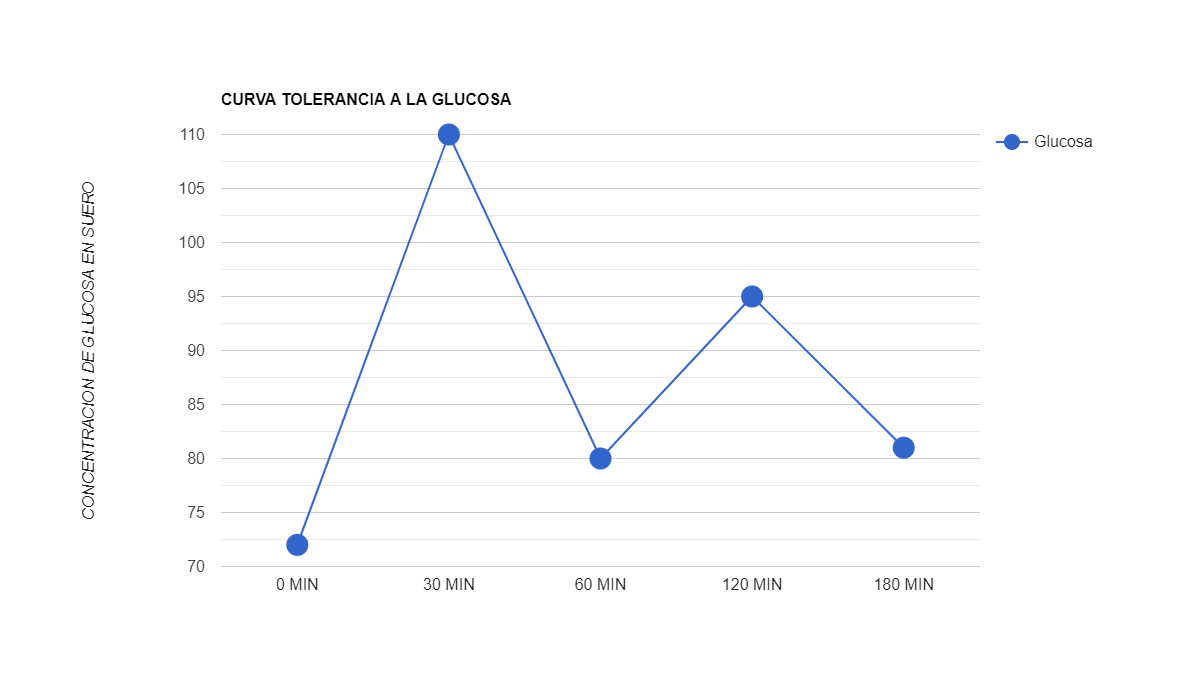 CURVA TOLERANCIA A LA GLUCOSA
Glucosa
CONCENTRACION DE GLUCOSA EN SUERO
110
105
100
95
90
85
80
75
70
0 MIN 30 MIN 60 MIN 120 MIN 180 MIN